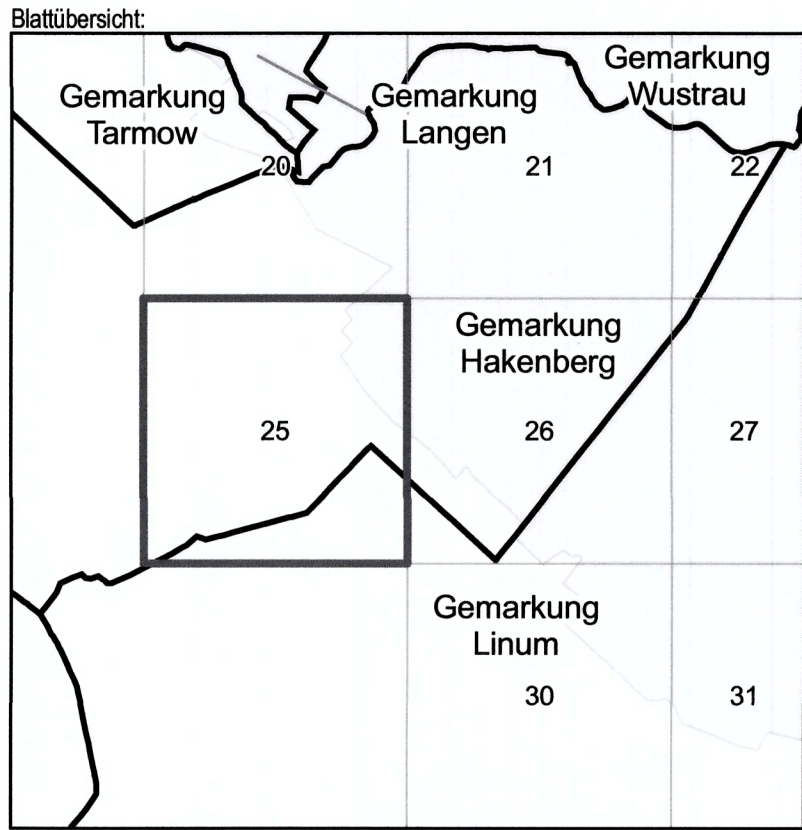 Blattübersicht:
Gemarkung
Tarmow
Gemarkung
Langen
Gemarkung
Wustrau
20
21
22
Gemarkung
Hakenberg
25
26
27
Gemarkung
Linum
30
31